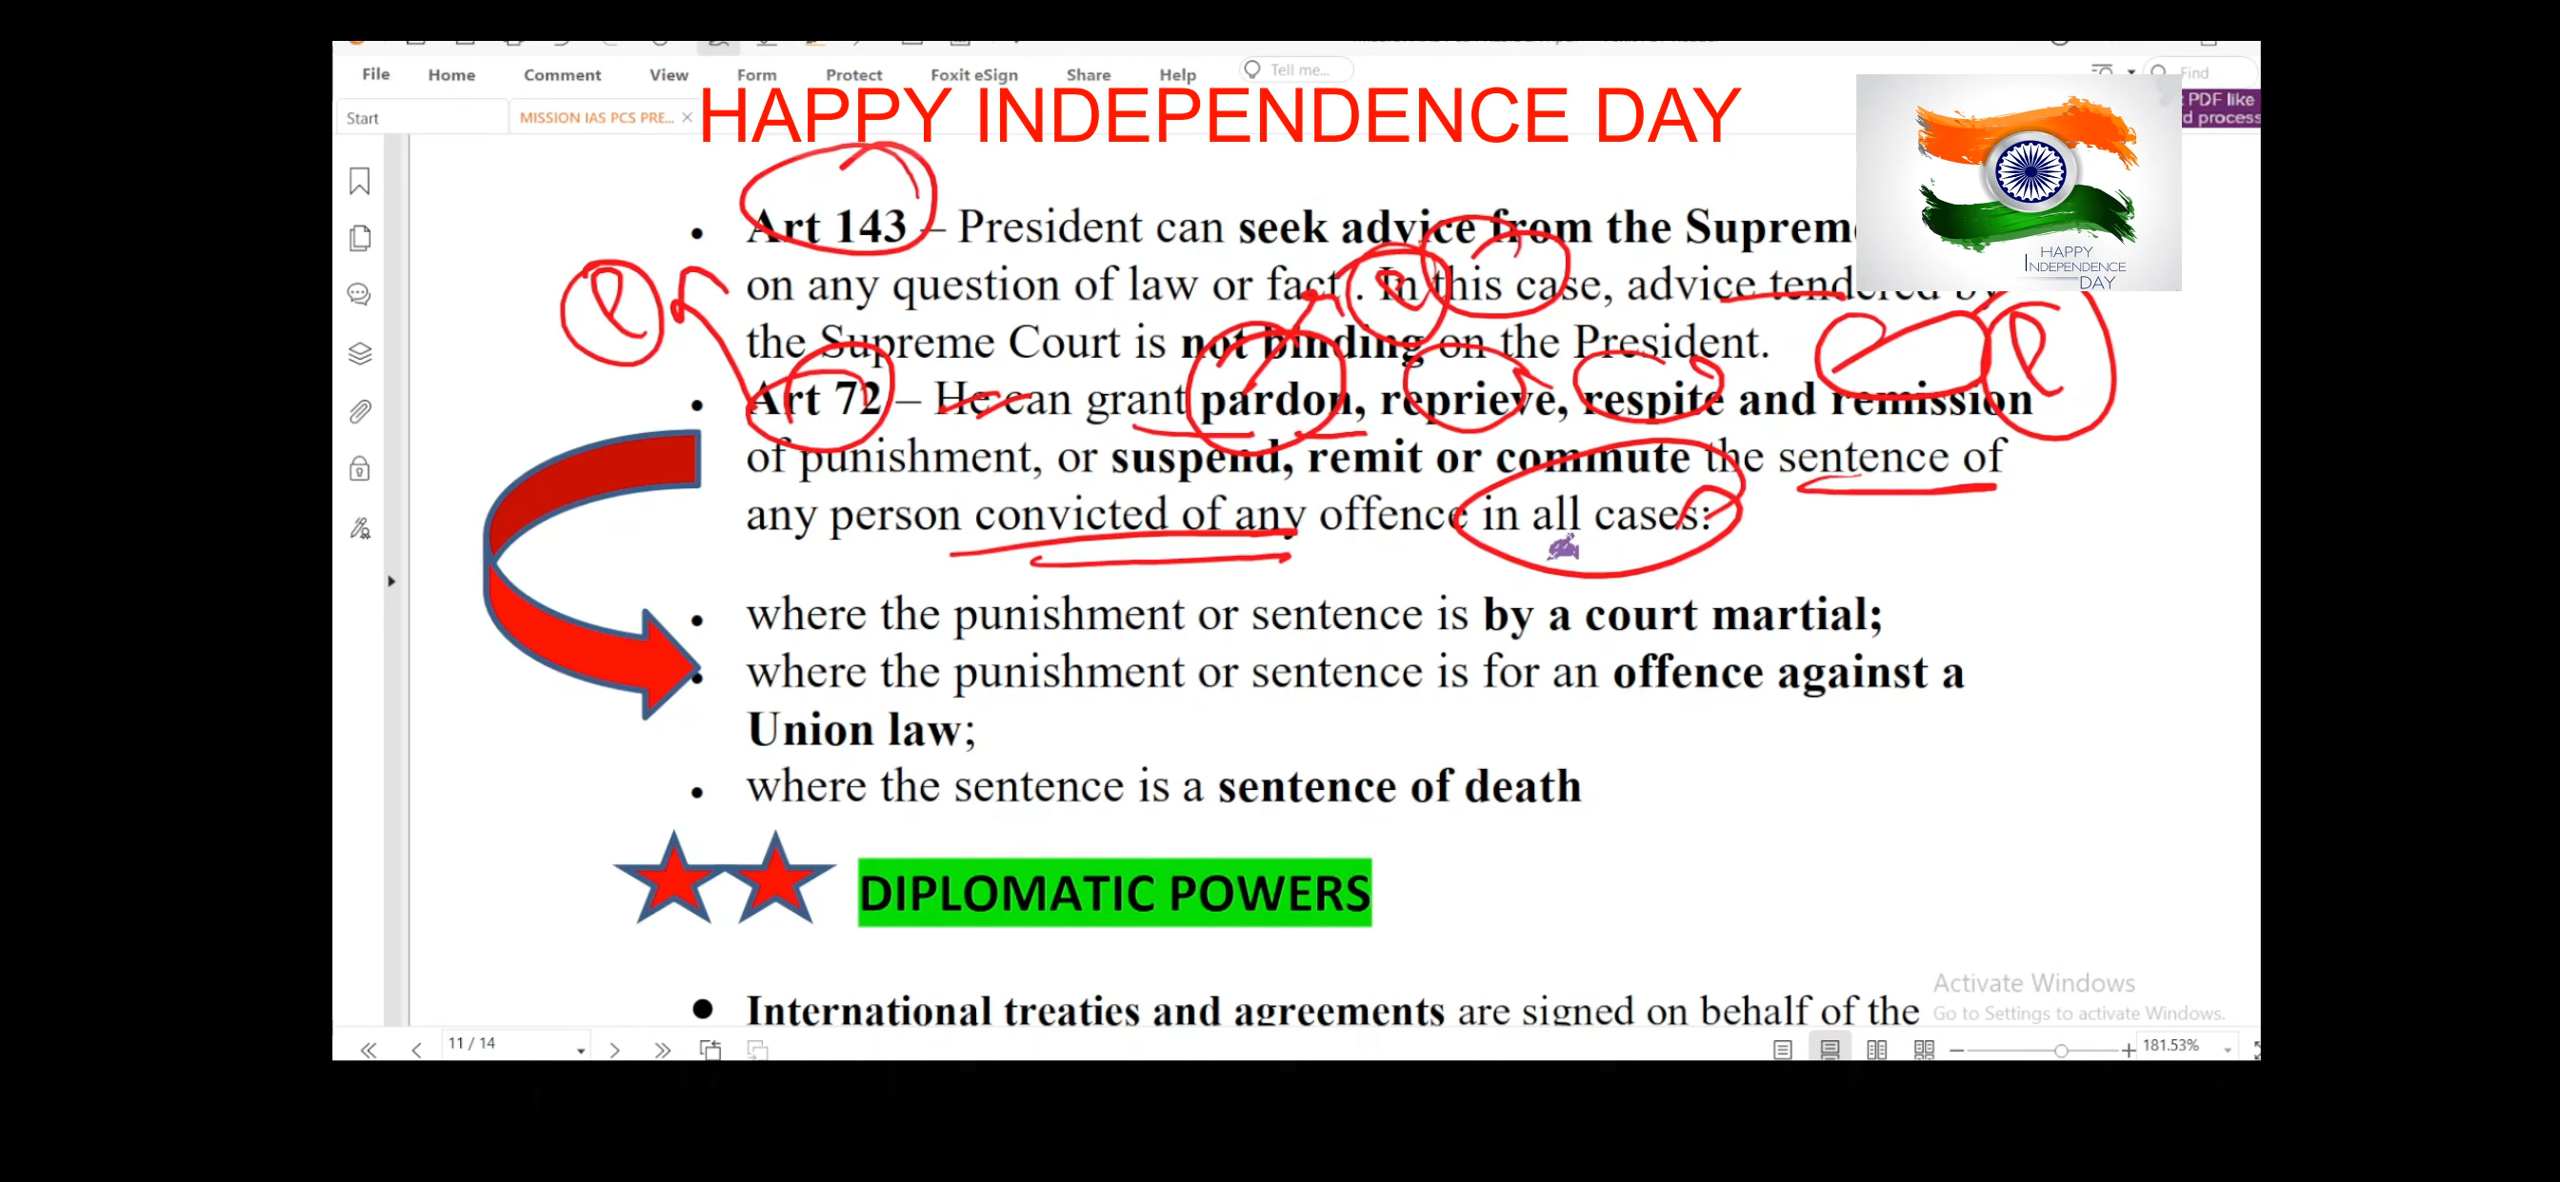 File Home Comment View Form Protect Foxit eSign Share Help Tell me... Find
Start MISSION IAS PCS PRE...
PDF like
d process
HAPPY INDEPENDENCE DAY
HAPPY
INDEPENDENCE
DAY
• Art 143 – President can seek advice from the Suprem
on any question of law or fact. In this case, advice tendered by
the Supreme Court is not binding on the President.
• Art 72 – He can grant pardon, reprieve, respite and remission
of punishment, or suspend, remit or commute the sentence of
any person convicted of any offence in all cases:
• where the punishment or sentence is by a court martial;
• where the punishment or sentence is for an offence against a
Union law;
• where the sentence is a sentence of death
DIPLOMATIC POWERS
• International treaties and agreements are signed on behalf of the
Activate Windows
Go to Settings to activate Windows.
11 / 14
181.53%